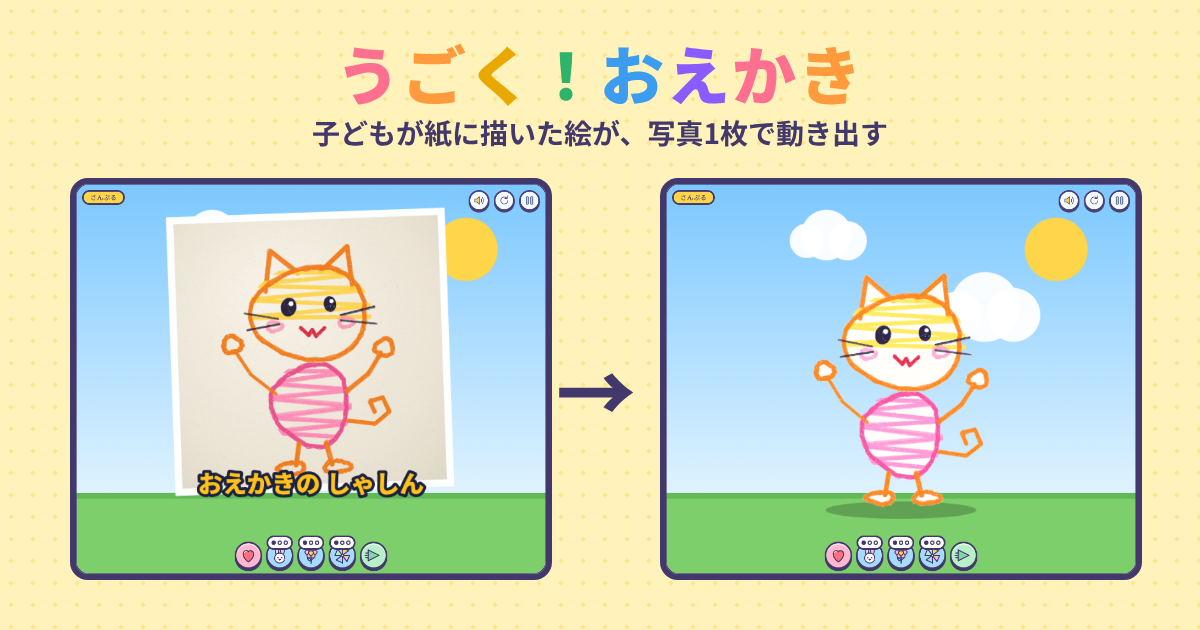 うごく！おえかき
子どもが紙に描いた絵が、写真1枚で動き出す
さんぷる
おえかきの しゃしん
さんぷる